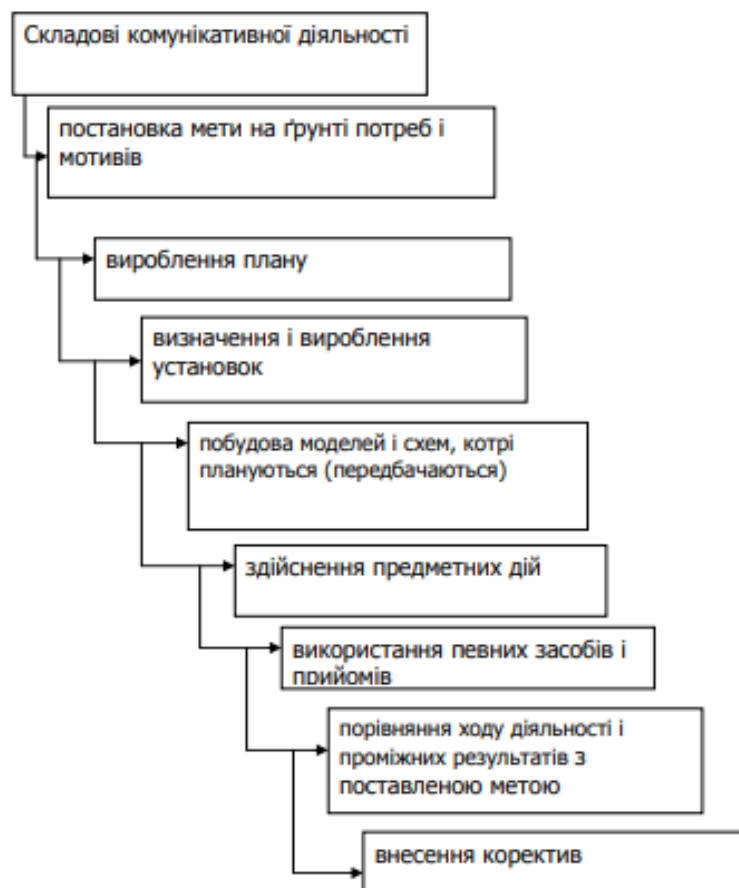 Складові комунікативної діяльності
постановка мети на ґрунті потреб і
мотивів
вироблення плану
визначення і вироблення
установок
побудова моделей і схем, котрі
плануються (передбачаються)
здійснення предметних дій
використання певних засобів і
прийомів
порівняння ходу діяльності і
проміжних результатів з
поставленою метою
внесення коректив